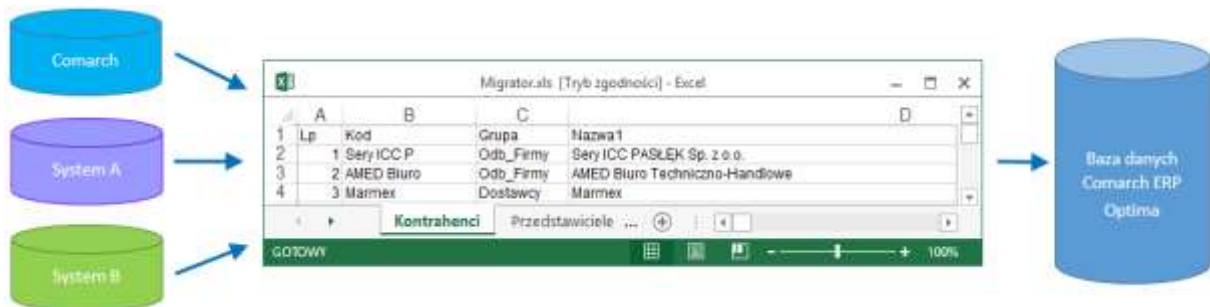 Comarch
System A
System B
Migrator.xls [Tryb zgodności] - Excel
A B C D
1 Lp Kod Grupa Nazwa1
2 1 Sery ICC P Odb_Firmy Sery ICC PASŁĘK Sp. z o.o.
3 2 AMED Biuro Odb_Firmy AMED Biuro Techniczno-Handlowe
4 3 Marmex Dostawcy Marmex
Kontrahenci Przedstawiciele ...
GOTOWY 100%
Baza danych
Comarch ERP
Optima